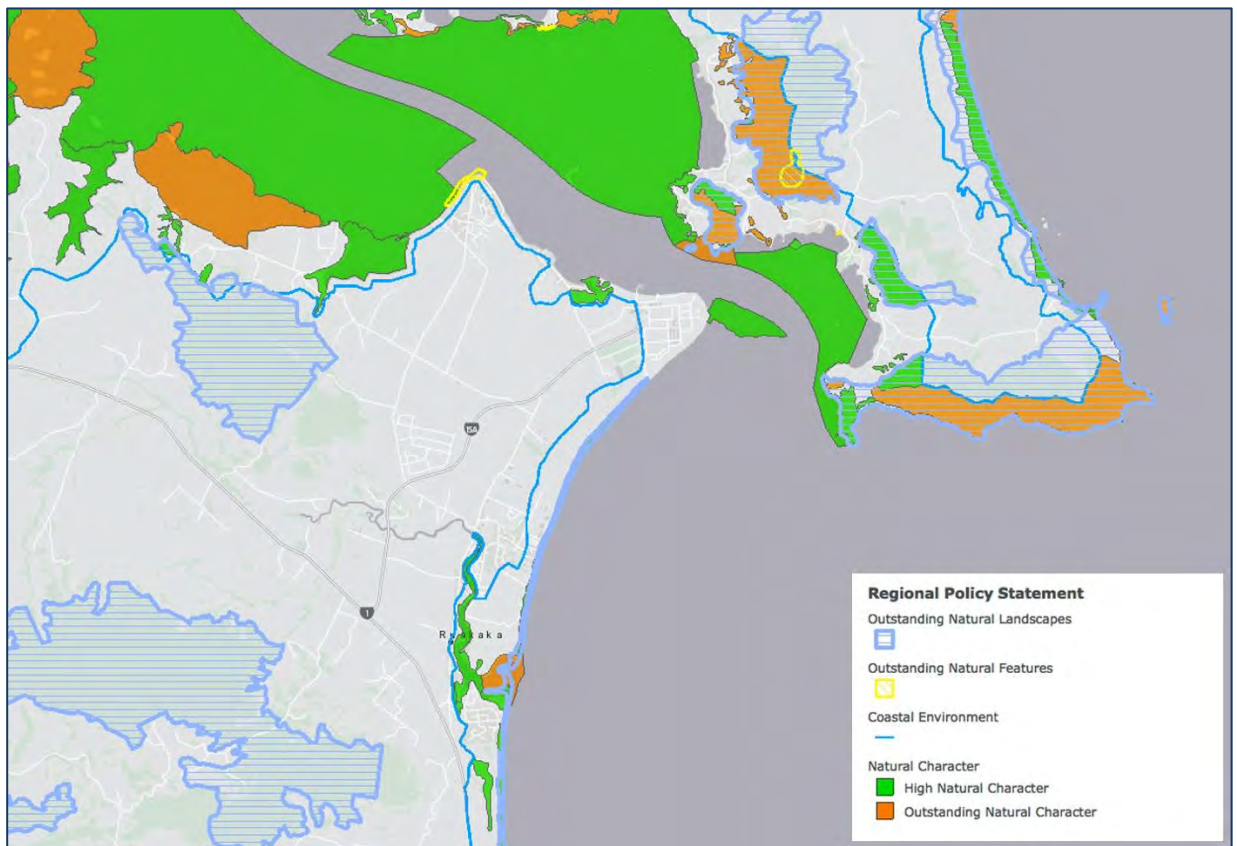 15A
1
Ruakaka
Regional Policy Statement
Outstanding Natural Landscapes
Outstanding Natural Features
Coastal Environment
Natural Character
High Natural Character
Outstanding Natural Character